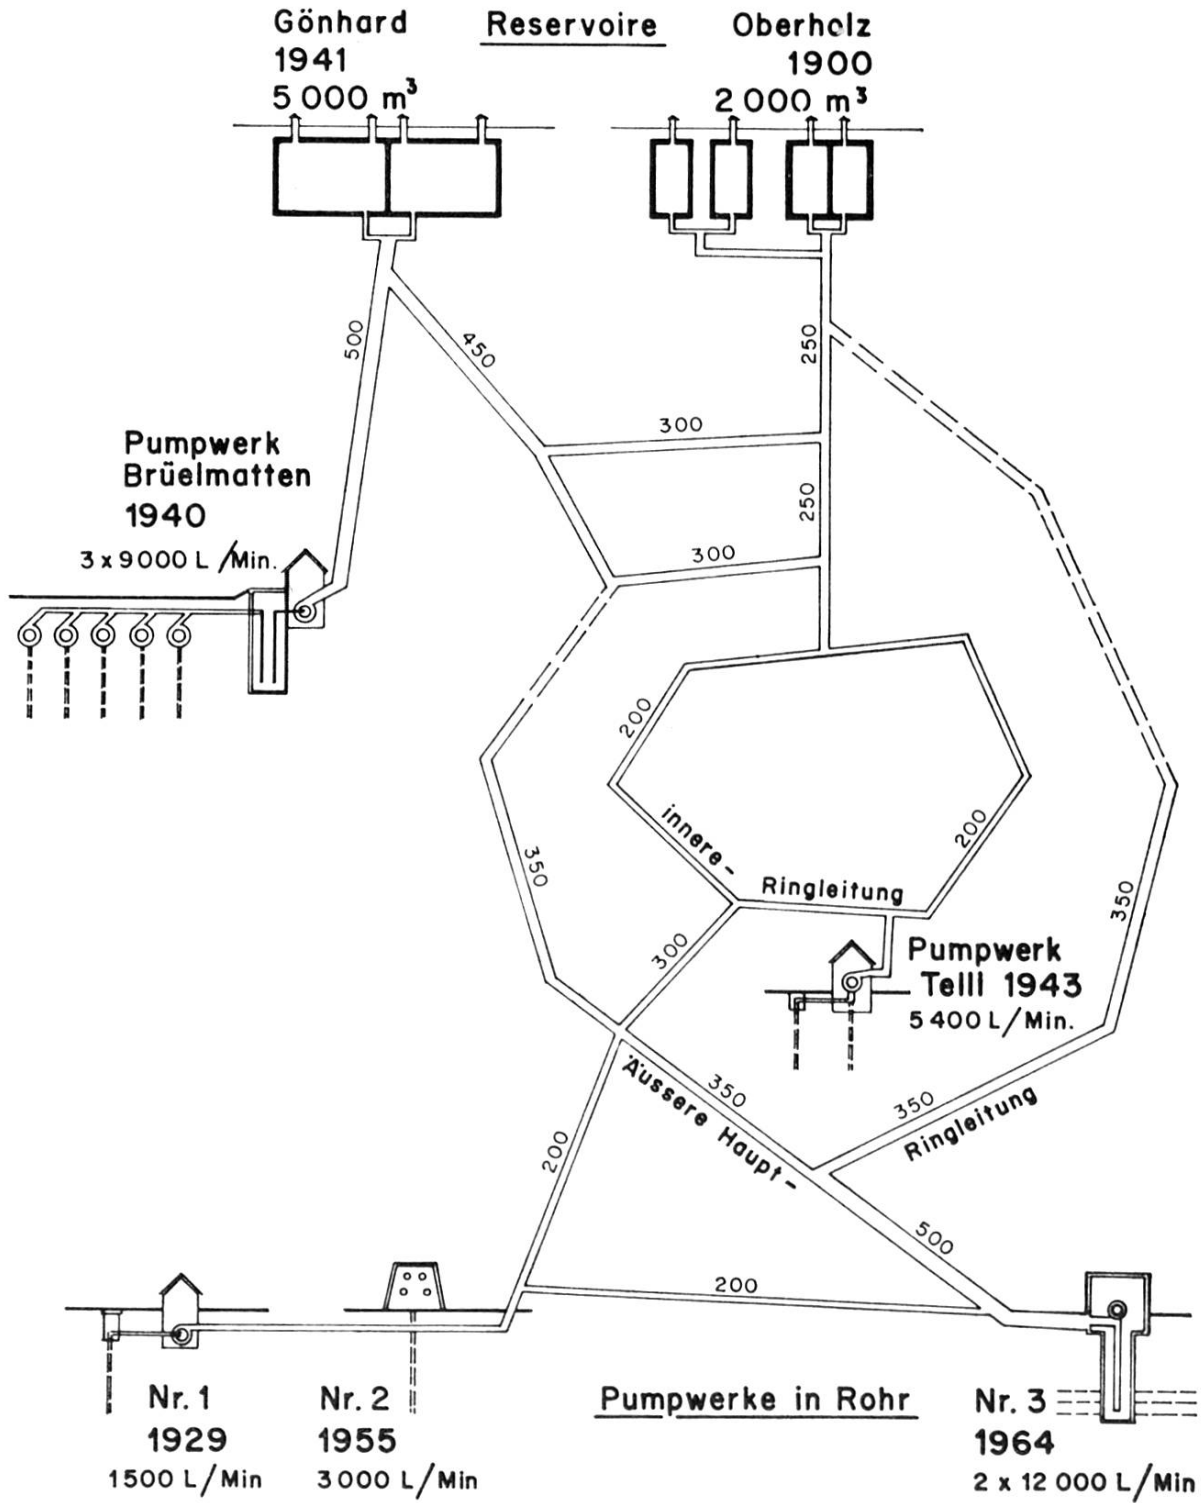 Reservoire
Gönhard
1941
5 000 m³
Oberholz
1900
2 000 m³
500
450
250
300
250
300
Pumpwerk
Brüelmatten
1940
3 x 9000 L/Min.
200
innere-
Ringleitung
200
350
350
300
Pumpwerk
Telli 1943
5 400 L/Min.
350
Äussere Haupt-
350
Ringleitung
200
500
200
Nr. 1
1929
1500 L/Min
Nr. 2
1955
3 000 L/Min
Pumpwerke in Rohr
Nr. 3
1964
2 x 12 000 L/Min